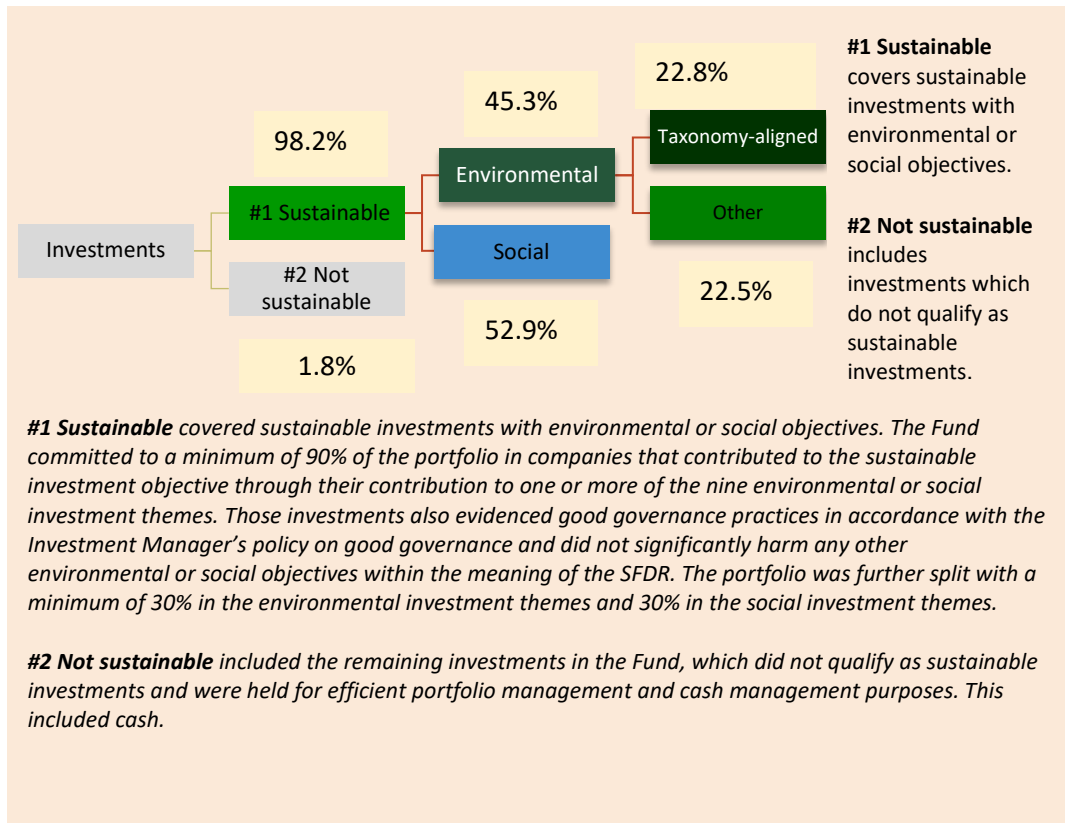 22.8%
45.3%
98.2%
Taxonomy-aligned
Environmental
#1 Sustainable
Other
Investments
Social
#2 Not
sustainable
22.5%
52.9%
1.8%
#1 Sustainable
covers sustainable
investments with
environmental or
social objectives.
#2 Not sustainable
includes
investments which
do not qualify as
sustainable
investments.
#1 Sustainable covered sustainable investments with environmental or social objectives. The Fund
committed to a minimum of 90% of the portfolio in companies that contributed to the sustainable
investment objective through their contribution to one or more of the nine environmental or social
investment themes. Those investments also evidenced good governance practices in accordance with the
Investment Manager’s policy on good governance and did not significantly harm any other
environmental or social objectives within the meaning of the SFDR. The portfolio was further split with a
minimum of 30% in the environmental investment themes and 30% in the social investment themes.
#2 Not sustainable included the remaining investments in the Fund, which did not qualify as sustainable
investments and were held for efficient portfolio management and cash management purposes. This
included cash.